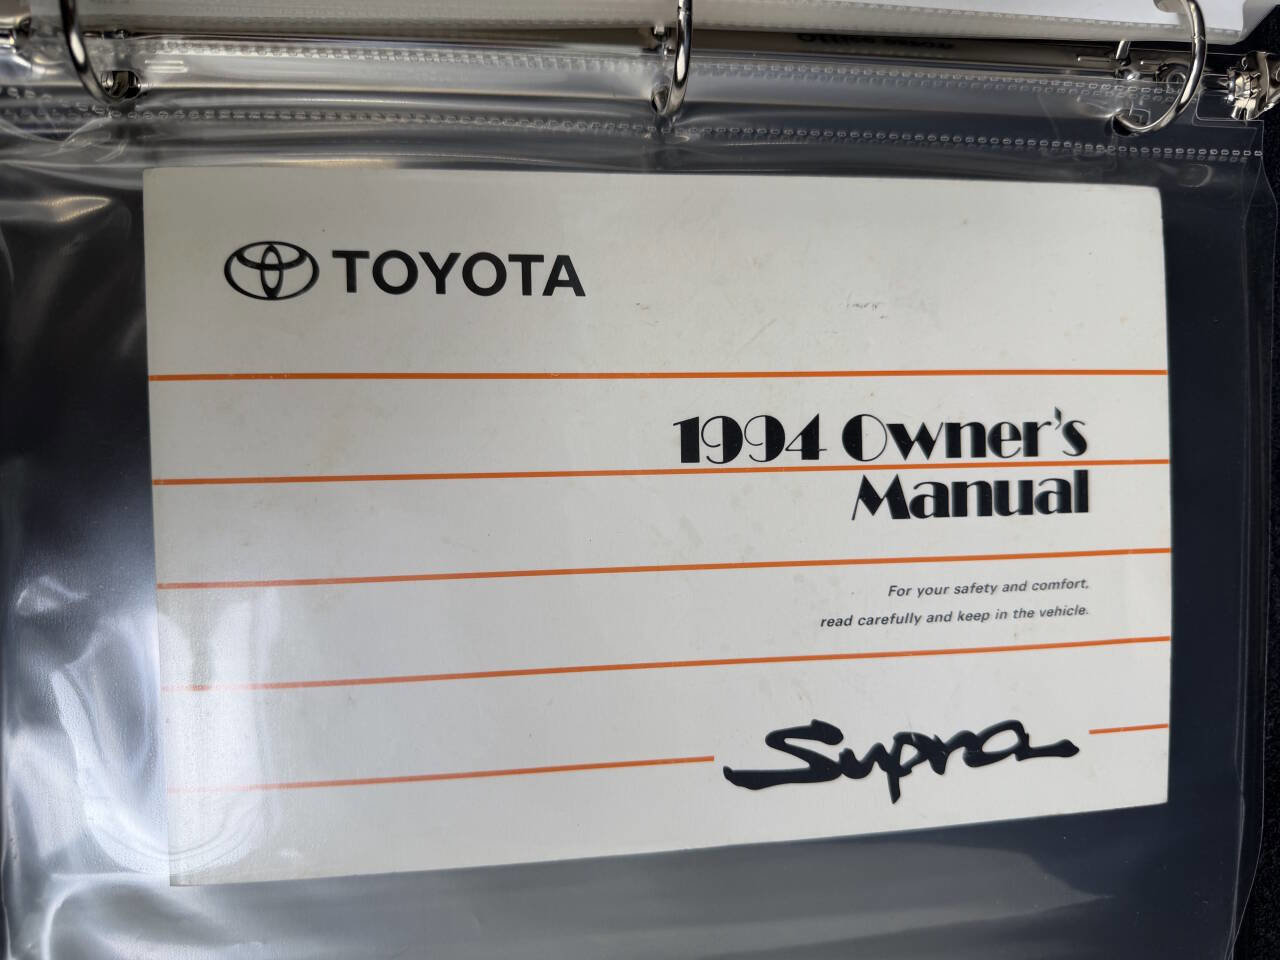 TOYOTA
1994 Owner's
Manual
For your safety and comfort,
read carefully and keep in the vehicle.
Supra